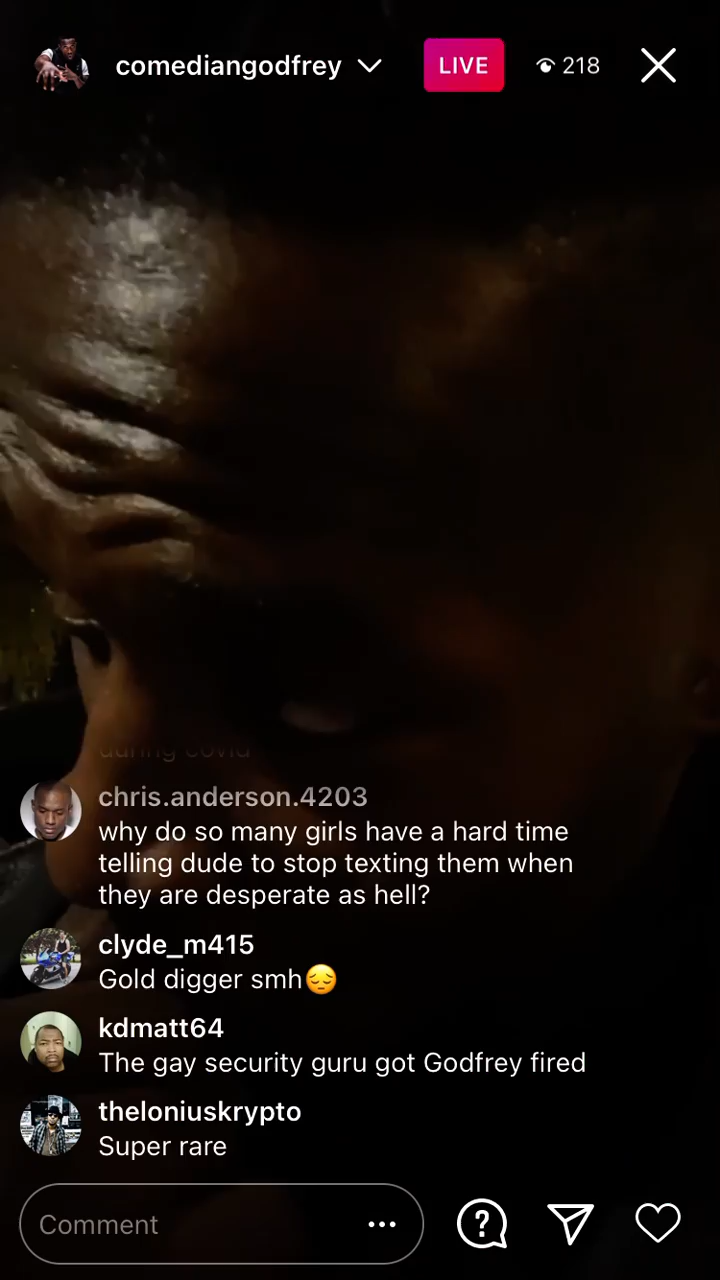 comediangodfrey
LIVE
218
during covid
chris.anderson.4203
why do so many girls have a hard time
telling dude to stop texting them when
they are desperate as hell?
clyde_m415
Gold digger smh😔
kdmatt64
The gay security guru got Godfrey fired
theloniuskrypto
Super rare
Comment